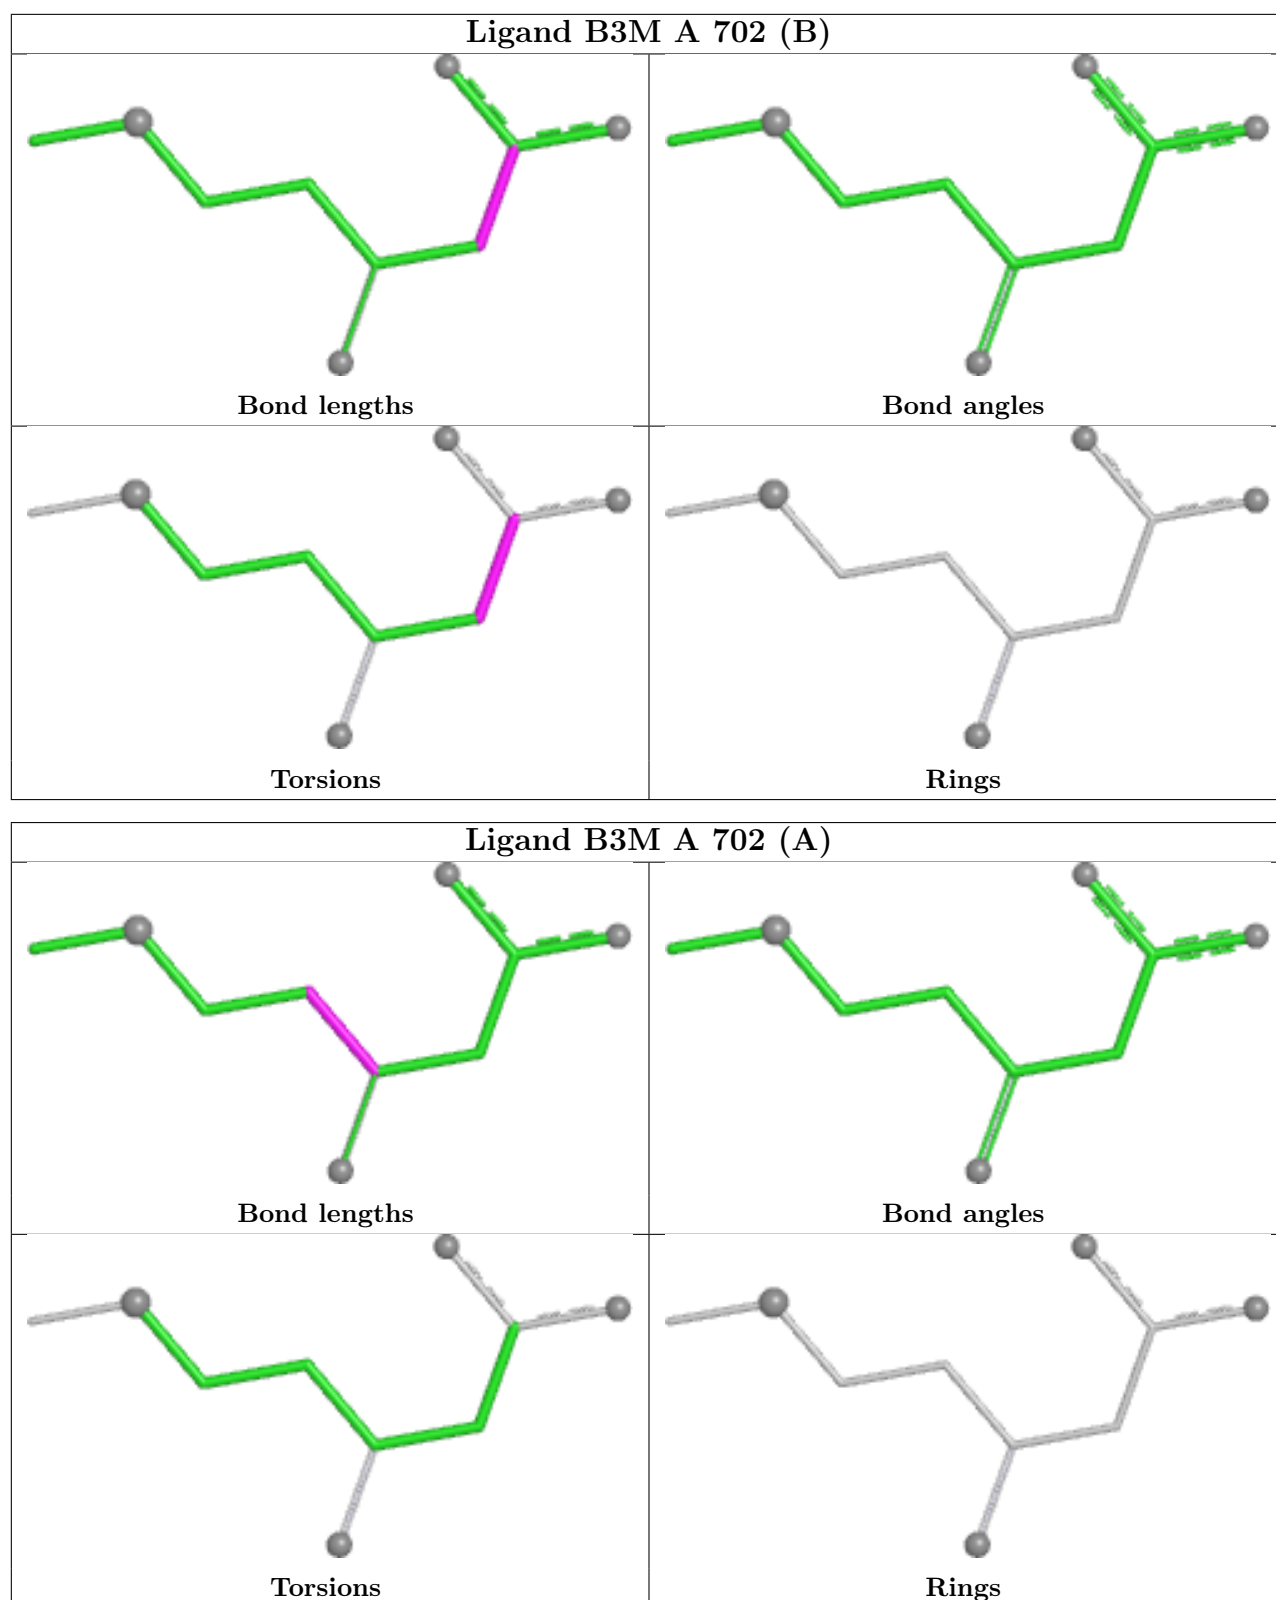 Ligand B3M A 702 (B)
Bond lengths
Bond angles
Torsions
Rings
Ligand B3M A 702 (A)
Bond lengths
Bond angles
Torsions
Rings